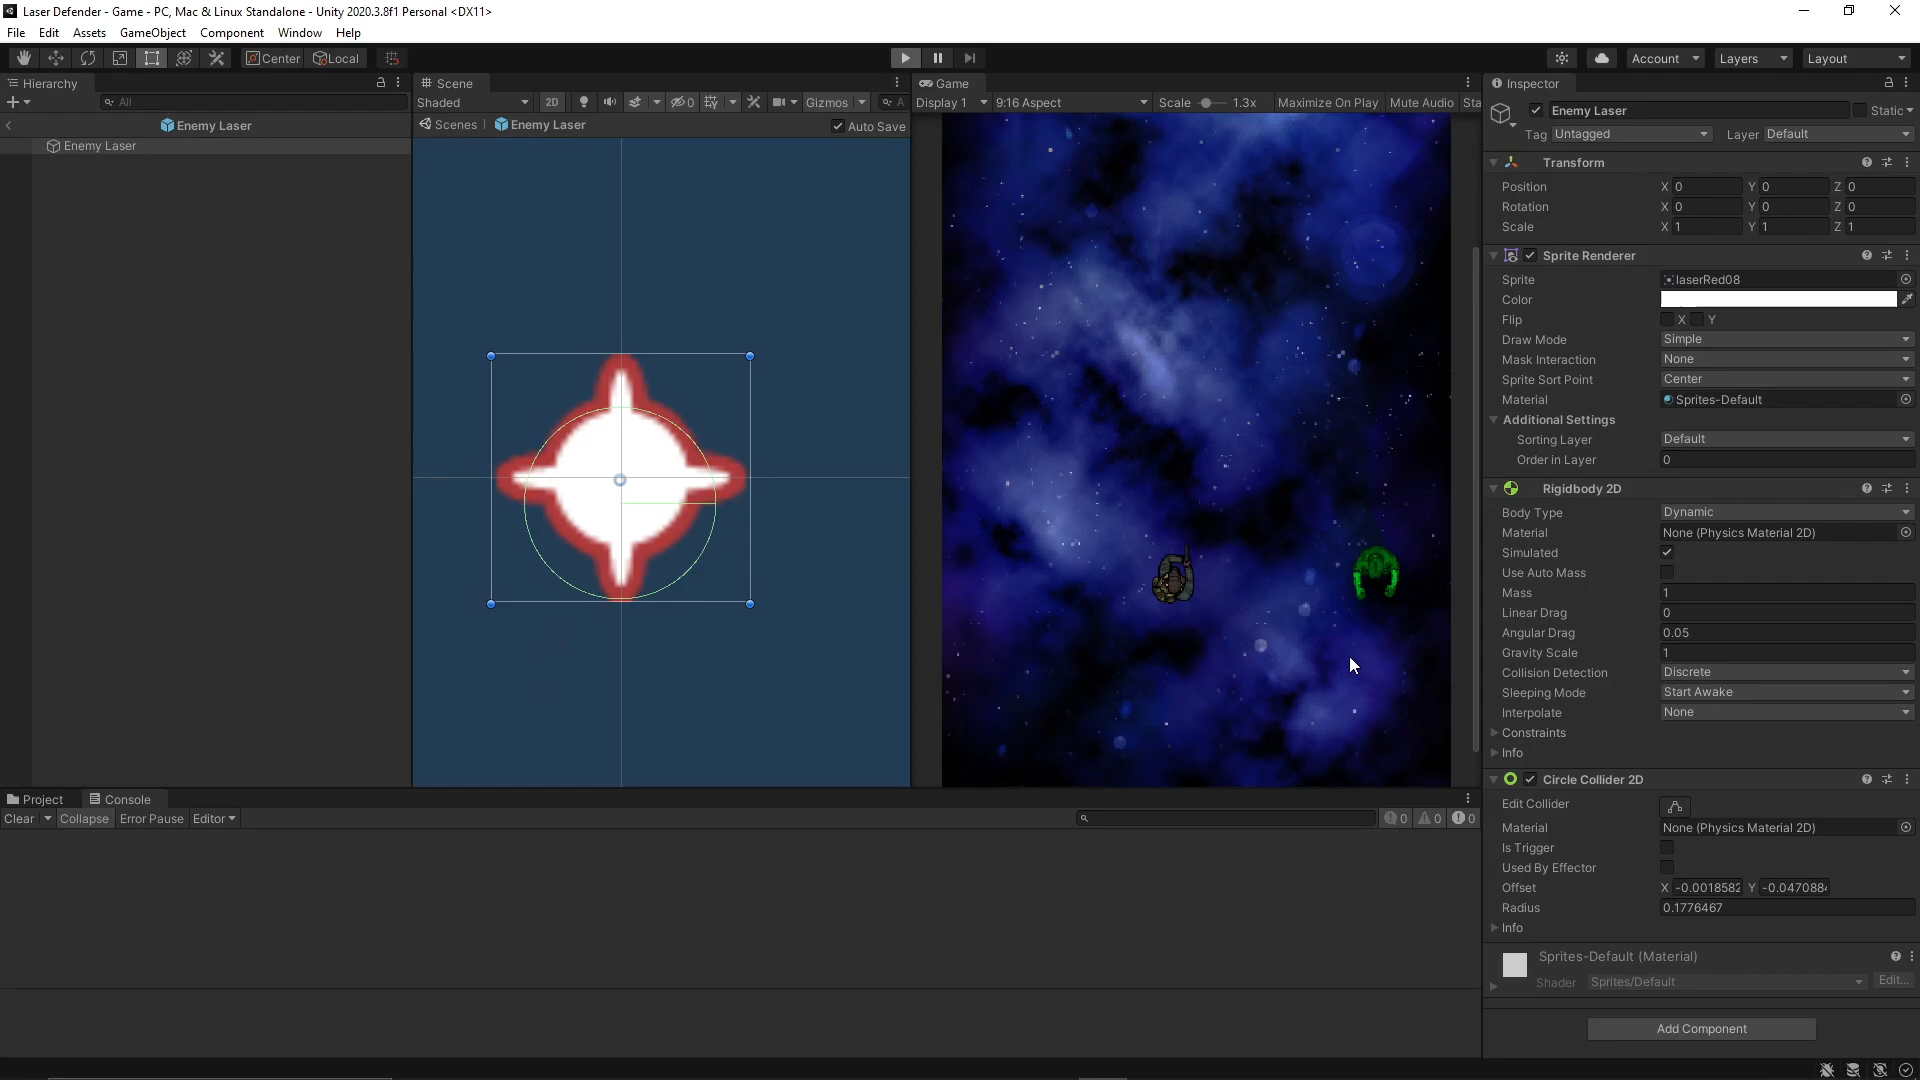 Laser Defender - Game - PC, Mac & Linux Standalone - Unity 2020.3.8f1 Personal <DX11>
File Edit Assets GameObject Component Window Help
Center Local
Account Layers Layout
Hierarchy
All
Enemy Laser
Enemy Laser
Scene
Shaded 2D Gizmos A
Scenes Enemy Laser Auto Save
Game
Display 1 9:16 Aspect Scale 1.3x Maximize On Play Mute Audio Sta
Inspector
Enemy Laser Static
Tag Untagged Layer Default
Transform
Position X 0 Y 0 Z 0
Rotation X 0 Y 0 Z 0
Scale X 1 Y 1 Z 1
Sprite Renderer
Sprite laserRed08
Color
Flip X Y
Draw Mode Simple
Mask Interaction None
Sprite Sort Point Center
Material Sprites-Default
Additional Settings
Sorting Layer Default
Order in Layer 0
Rigidbody 2D
Body Type Dynamic
Material None (Physics Material 2D)
Simulated
Use Auto Mass
Mass 1
Linear Drag 0
Angular Drag 0.05
Gravity Scale 1
Collision Detection Discrete
Sleeping Mode Start Awake
Interpolate None
Constraints
Info
Circle Collider 2D
Edit Collider
Material None (Physics Material 2D)
Is Trigger
Used By Effector
Offset X -0.0018582 Y -0.047088
Radius 0.1776467
Info
Sprites-Default (Material)
Shader Sprites/Default Edit...
Add Component
Project Console
Clear Collapse Error Pause Editor 0 0 0